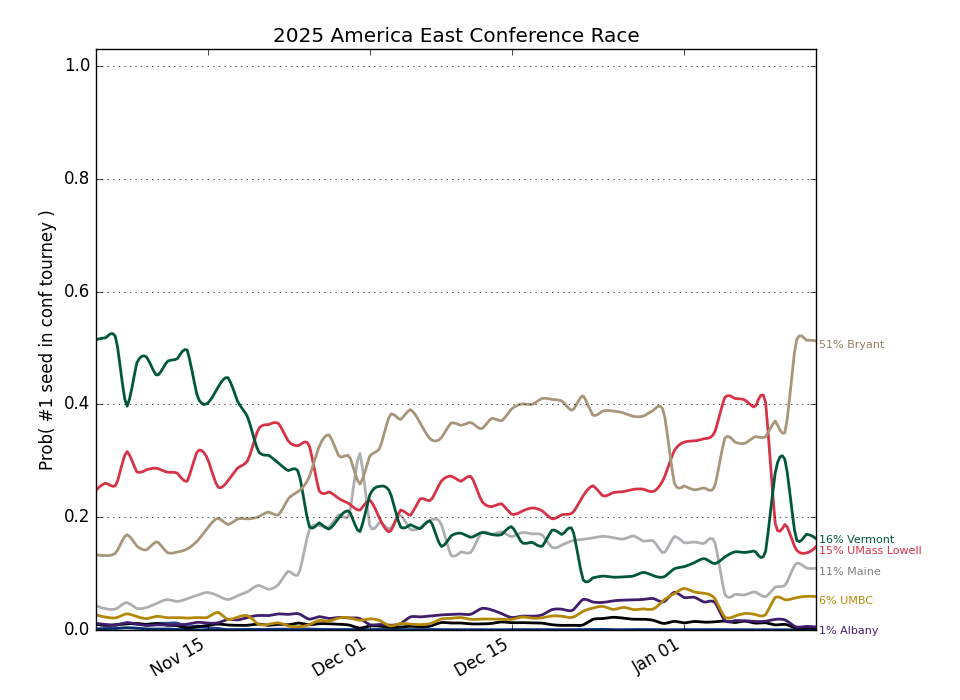 2025 America East Conference Race
Prob( #1 seed in conf tourney )
1.0
0.8
0.6
0.4
0.2
0.0
Nov 15
Dec 01
Dec 15
Jan 01
51% Bryant
16% Vermont
15% UMass Lowell
11% Maine
6% UMBC
1% Albany